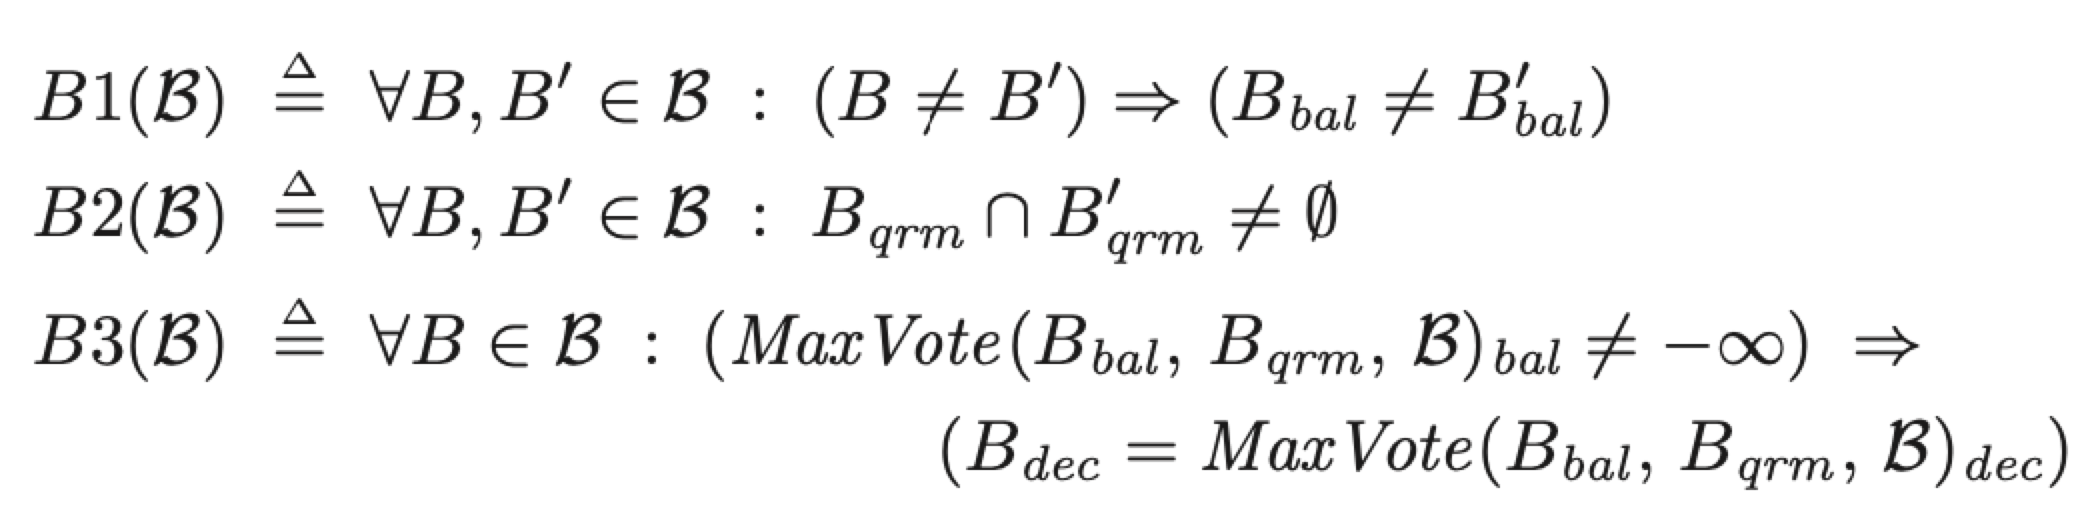 B1(ℬ) ≜ ∀B, B′ ∈ ℬ : (B ≠ B′) ⇒ (B_bal ≠ B′_bal)
B2(ℬ) ≜ ∀B, B′ ∈ ℬ : B_qrm ∩ B′_qrm ≠ ∅
B3(ℬ) ≜ ∀B ∈ ℬ : (MaxVote(B_bal, B_qrm, ℬ)_bal ≠ −∞) ⇒
(B_dec = MaxVote(B_bal, B_qrm, ℬ)_dec)